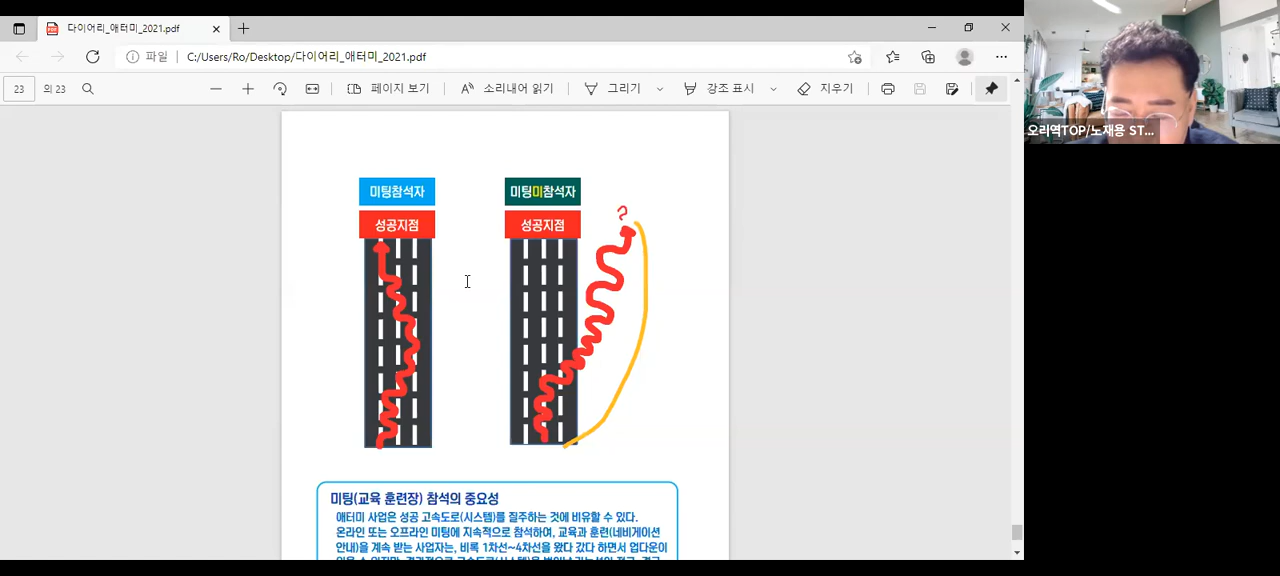 다이어리_애터미_2021.pdf
파일 C:/Users/Ro/Desktop/다이어리_애터미_2021.pdf
23 의 23 페이지 보기 소리내어 읽기 그리기 강조 표시 지우기
오리역TOP/노재용 ST...
미팅참석자 미팅미참석자
성공지점 성공지점
?
미팅(교육 훈련장) 참석의 중요성
애터미 사업은 성공 고속도로(시스템)를 질주하는 것에 비유할 수 있다.
온라인 또는 오프라인 미팅에 지속적으로 참석하여, 교육과 훈련(네비게이션
안내)을 계속 받는 사업자는, 비록 1차선~4차선을 왔다 갔다 하면서 업다운이